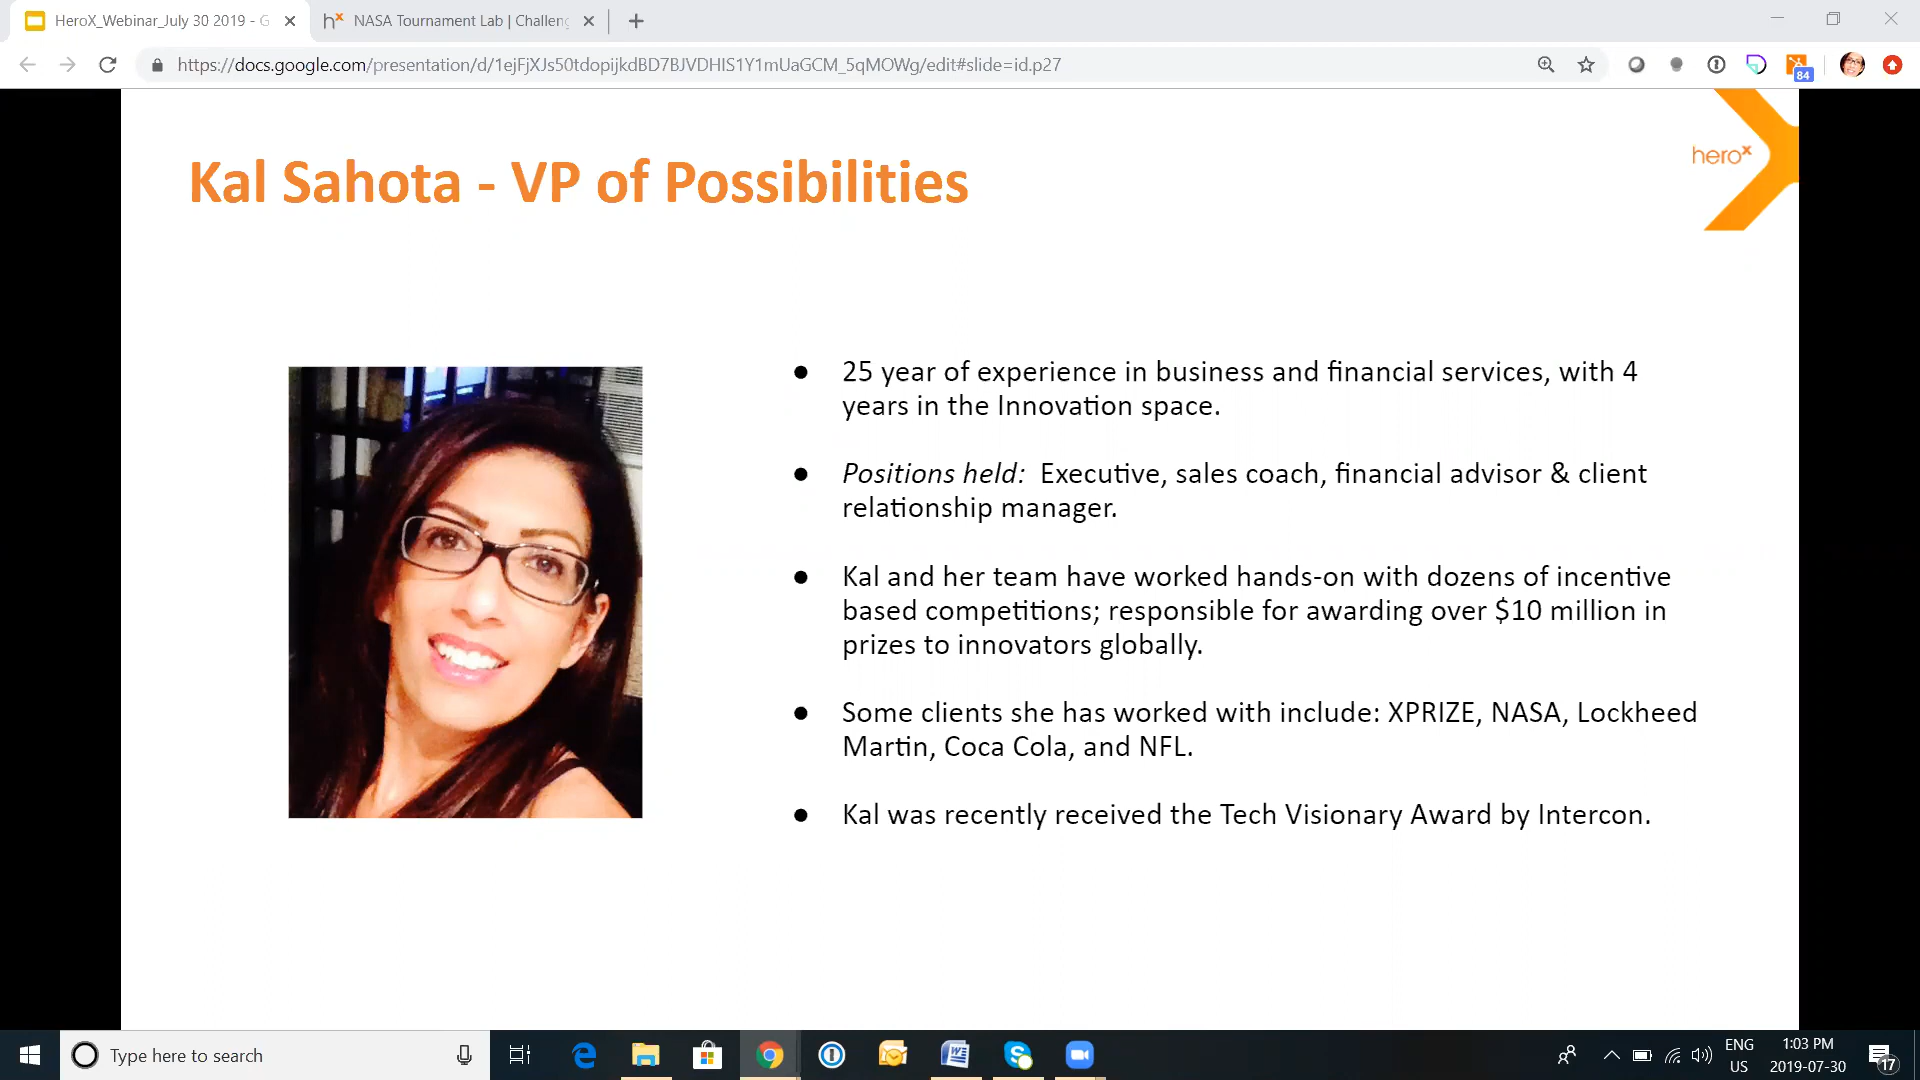 HeroX_Webinar_July 30 2019 - G
NASA Tournament Lab | Challeng
https://docs.google.com/presentation/d/1ejFjXJs50tdopijkdBD7BJVDHIS1Y1mUaGCM_5qMOWg/edit#slide=id.p27
84
herox
Kal Sahota - VP of Possibilities
● 25 year of experience in business and financial services, with 4
years in the Innovation space.
● Positions held: Executive, sales coach, financial advisor & client
relationship manager.
● Kal and her team have worked hands-on with dozens of incentive
based competitions; responsible for awarding over $10 million in
prizes to innovators globally.
● Some clients she has worked with include: XPRIZE, NASA, Lockheed
Martin, Coca Cola, and NFL.
● Kal was recently received the Tech Visionary Award by Intercon.
Type here to search
ENG
US
1:03 PM
2019-07-30
17